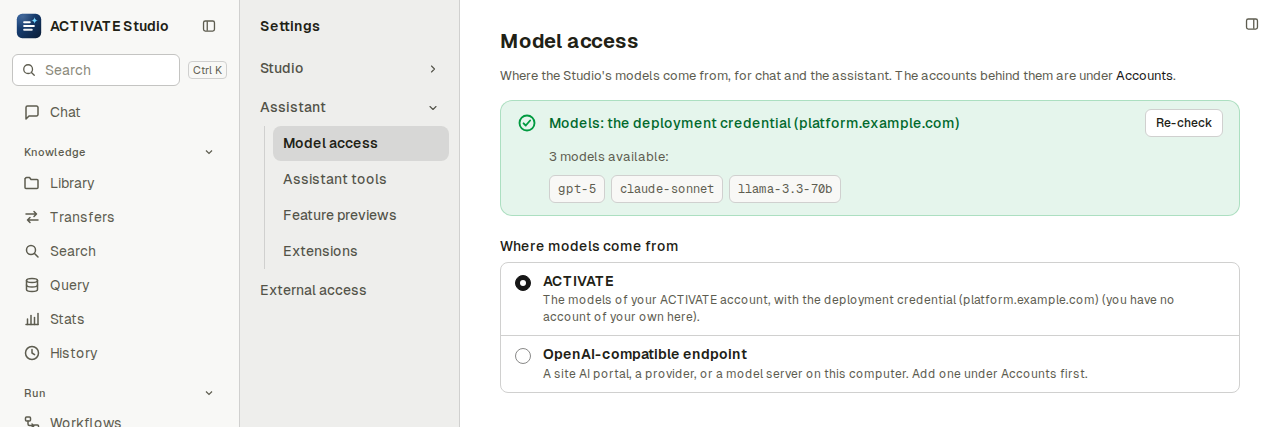 ACTIVATE Studio
Search
Ctrl K
Chat
Knowledge
Library
Transfers
Search
Query
Stats
History
Run
Workflows
Settings
Studio
Assistant
Model access
Assistant tools
Feature previews
Extensions
External access
Model access
Where the Studio's models come from, for chat and the assistant. The accounts behind them are under Accounts.
Models: the deployment credential (platform.example.com)
Re-check
3 models available:
gpt-5
claude-sonnet
llama-3.3-70b
Where models come from
ACTIVATE
The models of your ACTIVATE account, with the deployment credential (platform.example.com) (you have no
account of your own here).
OpenAI-compatible endpoint
A site AI portal, a provider, or a model server on this computer. Add one under Accounts first.